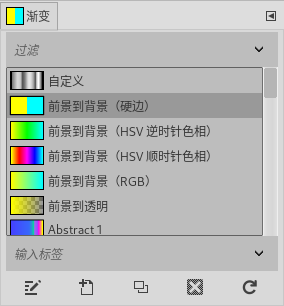 渐变
过滤
自定义
前景到背景（硬边）
前景到背景（HSV 逆时针色相）
前景到背景（HSV 顺时针色相）
前景到背景（RGB）
前景到透明
Abstract 1
输入标签